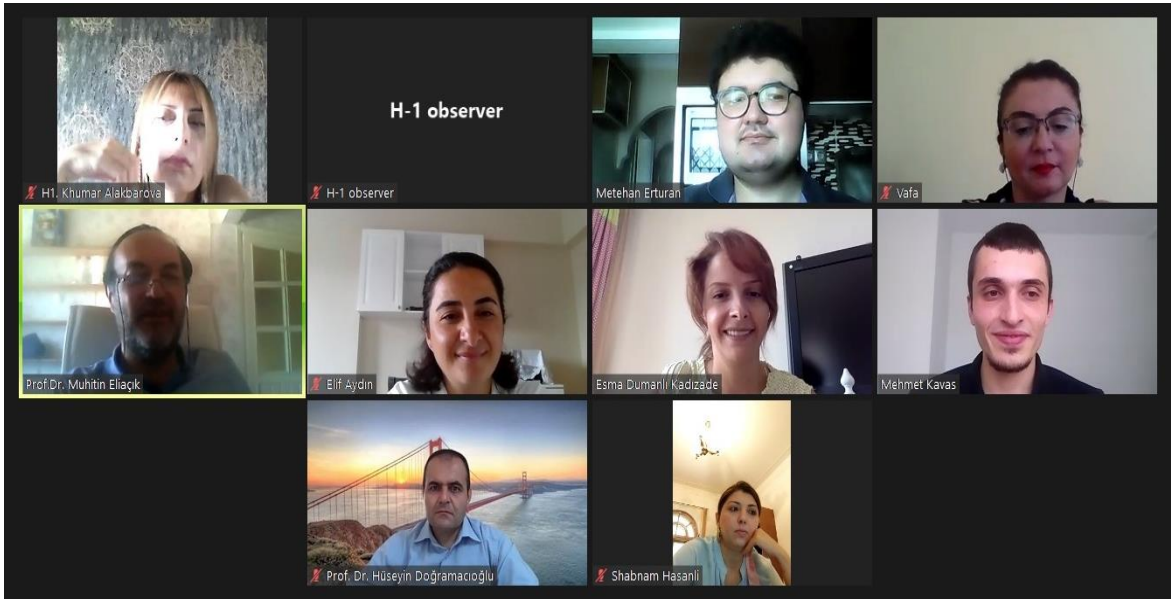 H-1 observer
H1. Khumar Alakbarova
H-1 observer
Metehan Erturan
Vafa
Prof.Dr. Muhitin Eliaçık
Elif Aydın
Esma Dumanlı Kadızade
Mehmet Kavas
Prof. Dr. Hüseyin Doğramacıoğlu
Shabnam Hasanli